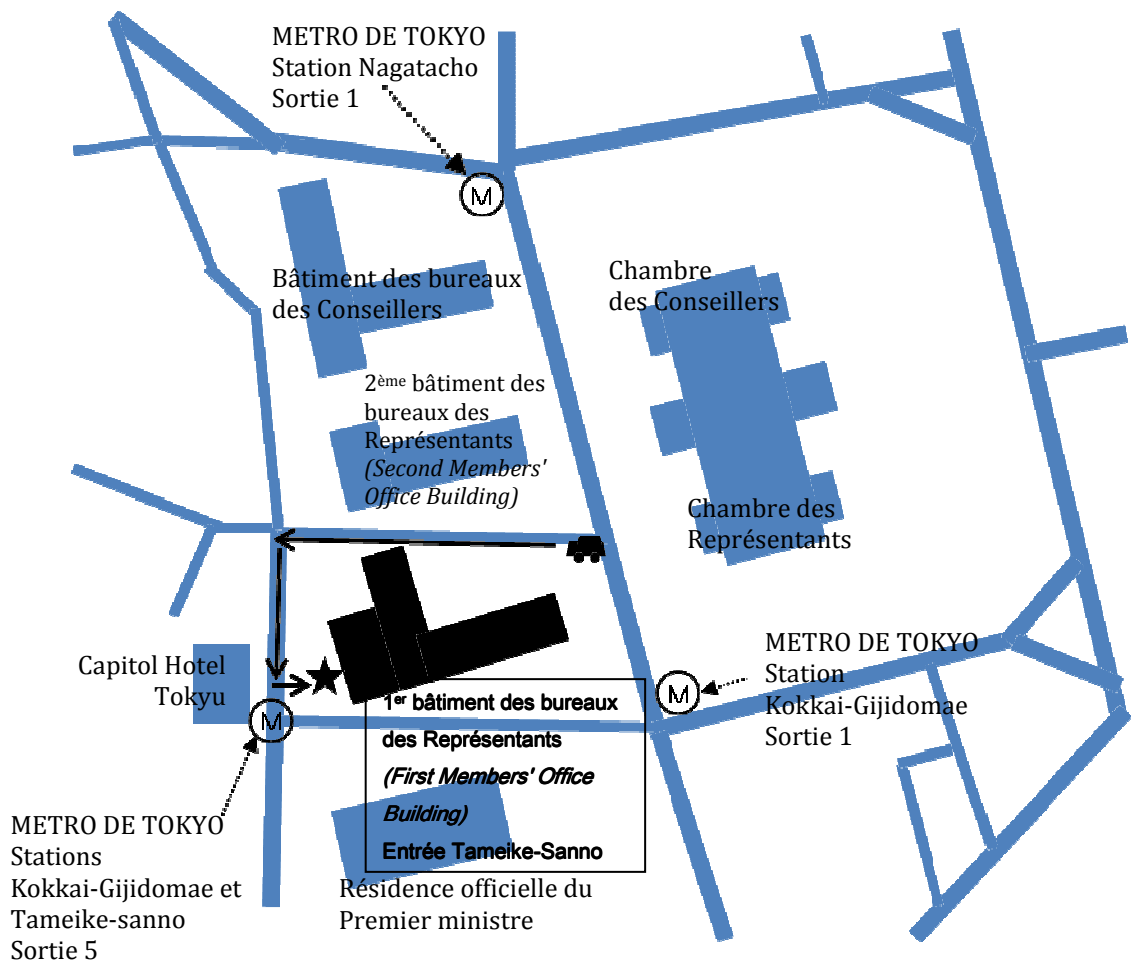 METRO DE TOKYO
Station Nagatacho
Sortie 1
M
Bâtiment des bureaux
des Conseillers
Chambre
des Conseillers
2ème bâtiment des
bureaux des
Représentants
(Second Members'
Office Building)
Chambre des
Représentants
Capitol Hotel
Tokyu
M
M
METRO DE TOKYO
Station
Kokkai-Gijidomae
Sortie 1
1er bâtiment des bureaux
des Représentants
(First Members' Office
Building)
Entrée Tameike-Sanno
METRO DE TOKYO
Stations
Kokkai-Gijidomae et
Tameike-sanno
Sortie 5
Résidence officielle du
Premier ministre